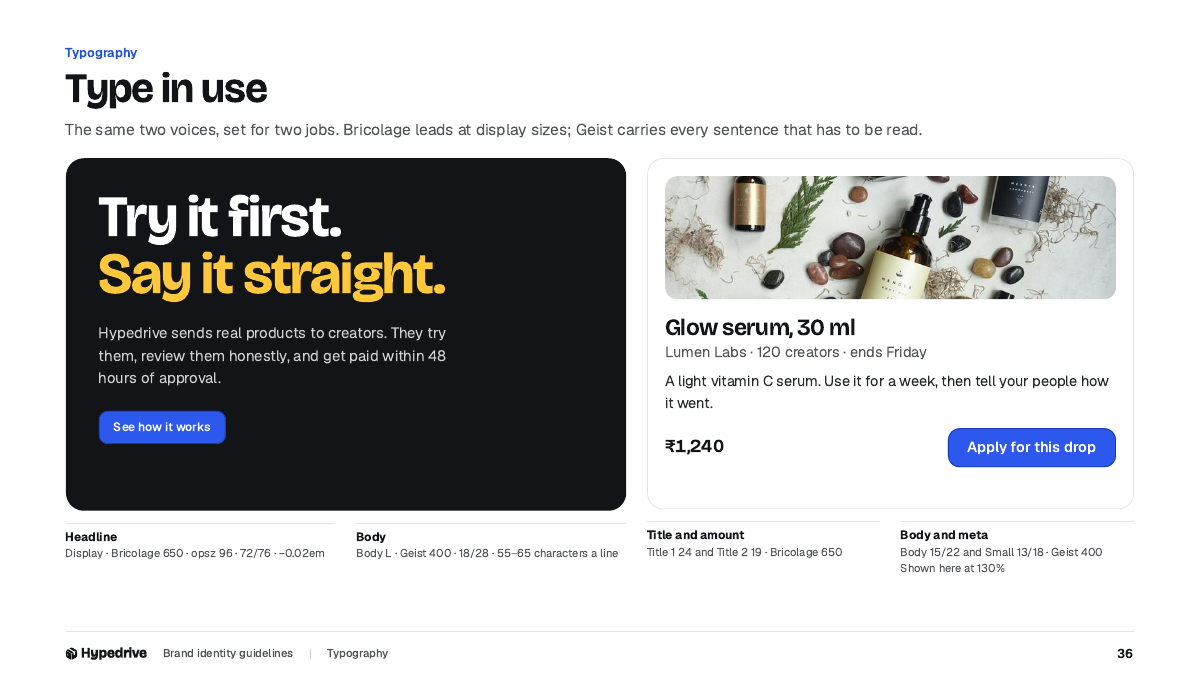 Typography
Type in use
The same two voices, set for two jobs. Bricolage leads at display sizes; Geist carries every sentence that has to be read.
Try it first.
Say it straight.
Hypedrive sends real products to creators. They try
them, review them honestly, and get paid within 48
hours of approval.
See how it works
Glow serum, 30 ml
Lumen Labs · 120 creators · ends Friday
A light vitamin C serum. Use it for a week, then tell your people how
it went.
₹1,240
Apply for this drop
Headline
Display · Bricolage 650 · opsz 96 · 72/76 · −0.02em
Body
Body L · Geist 400 · 18/28 · 55–65 characters a line
Title and amount
Title 1 24 and Title 2 19 · Bricolage 650
Body and meta
Body 15/22 and Small 13/18 · Geist 400
Shown here at 130%
Hypedrive
Brand identity guidelines
Typography
36